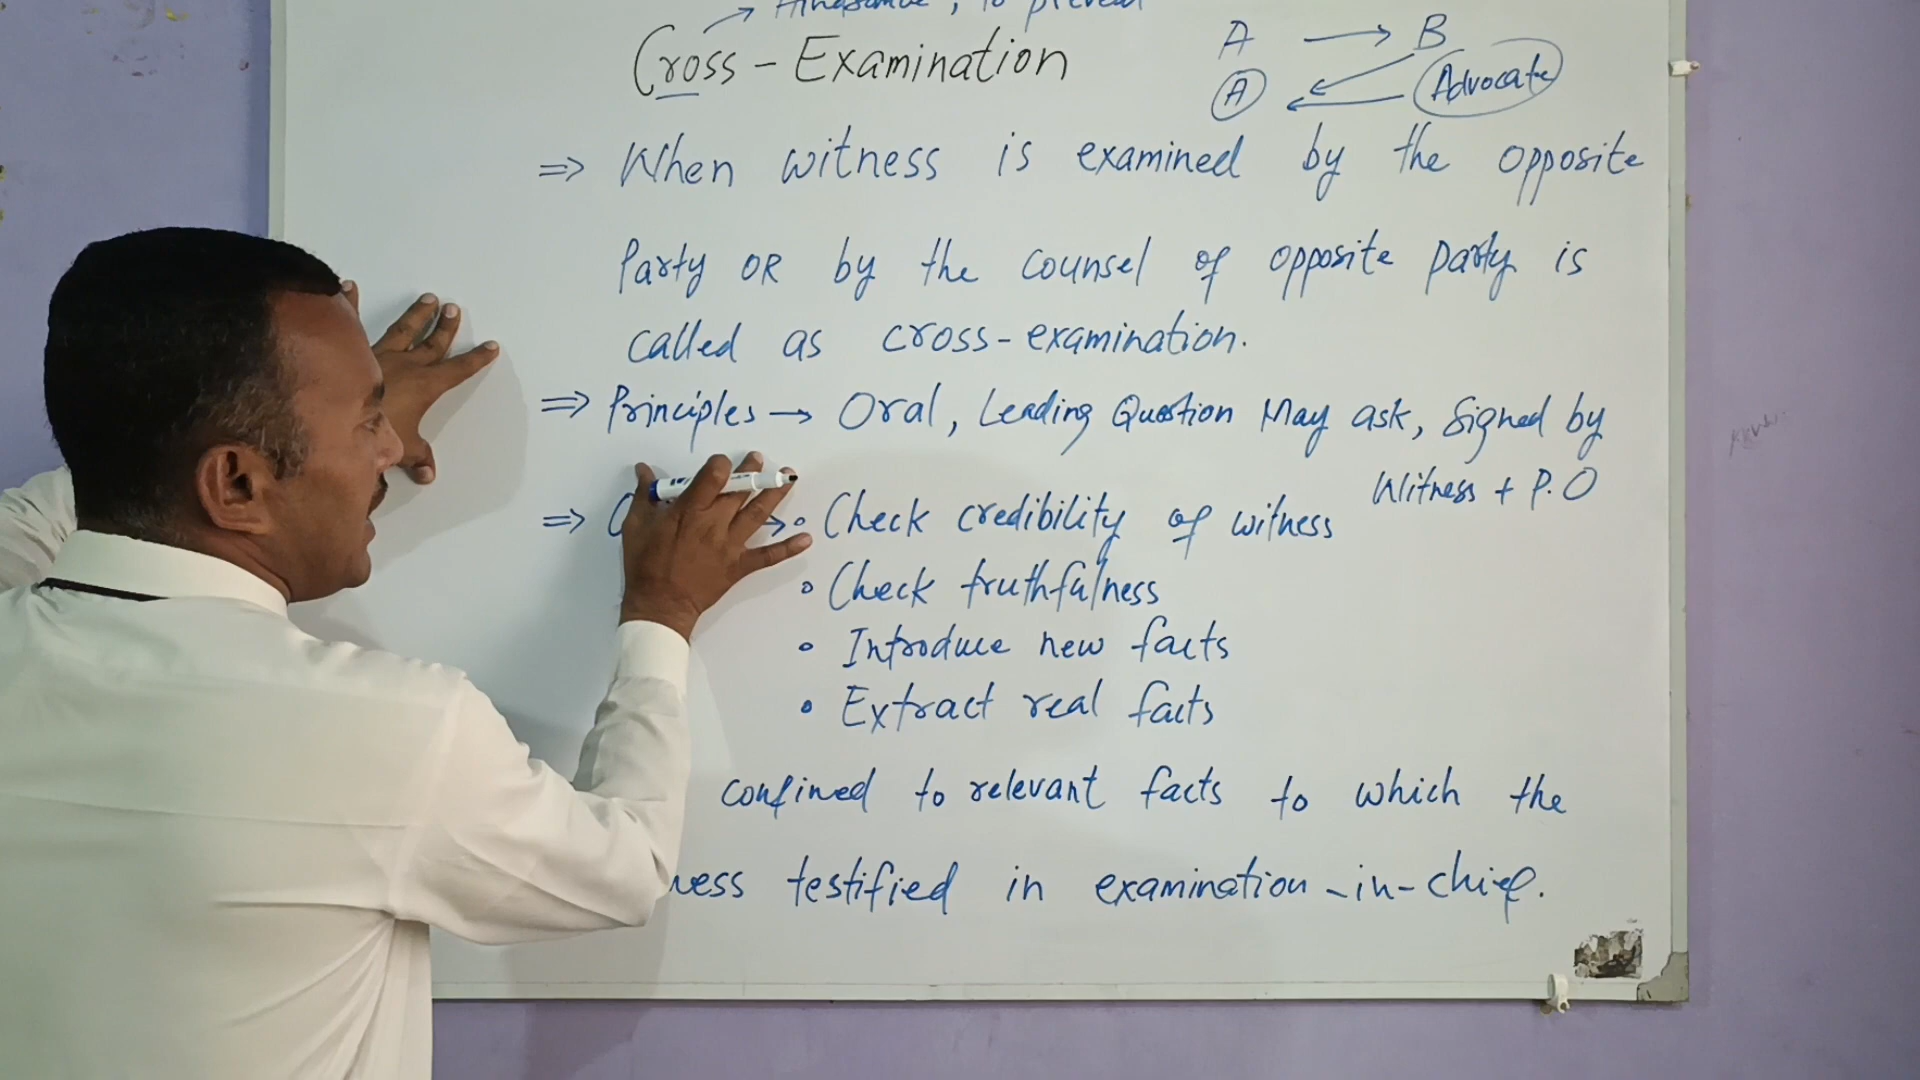 to prevent
Cross - Examination
A → B
A Advocate
⇒ When witness is examined by the opposite
Party OR by the counsel of opposite party is
called as cross-examination.
⇒ Principles → Oral, Leading Question May ask, Signed by
Witness + P.O
⇒ → • Check credibility of witness
• Check truthfulness
• Introduce new facts
• Extract real facts
confined to relevant facts to which the
testified in examination-in-chief.